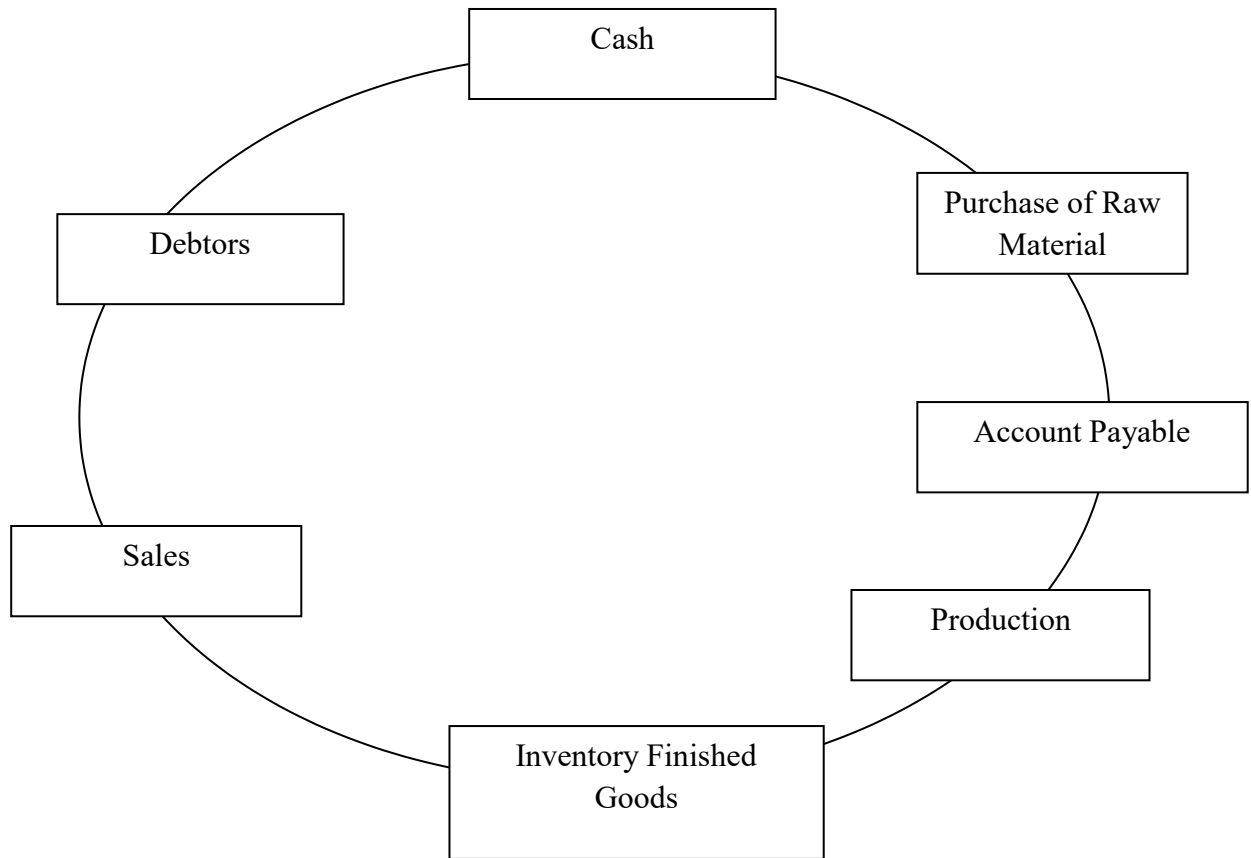 Cash
Purchase of Raw
Material
Debtors
Account Payable
Sales
Production
Inventory Finished
Goods